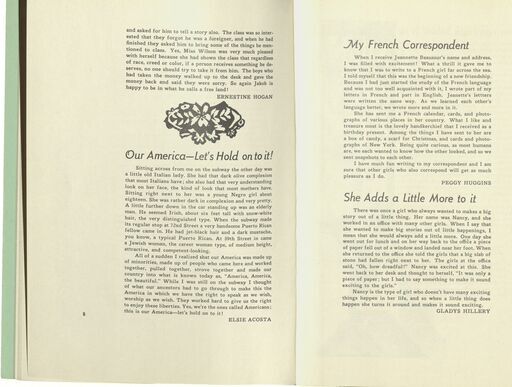 and asked for him to tell a story also. The class was so inter-
ested that they forgot he was a foreigner, and when he had
finished they asked him to bring some of the things he men-
tioned to class. Yes, Miss Wilson was very much pleased
with herself because she had shown the class that regardless
of race, creed or color, if a person receives something he de-
serves, no one should try to take it from him. The boys who
had taken the money walked up to the desk and gave the
money back and said they were sorry. So again Jakob is
happy to be in what he calls a free land!
ERNESTINE HOGAN
Our America—Let's Hold on to it!
Sitting across from me on the subway the other day was
a little old Italian lady. She had that dark olive complexion
that most Italians have; she also had that very understanding
look on her face, the kind of look that most mothers have.
Sitting right next to her was a young Negro girl about
eighteen. She was rather dark in complexion and very pretty.
A little further down in the car standing up was an elderly
man. He seemed Irish, about six feet tall with snow-white
hair, the very distinguished type. When the subway made
its regular stop at 72nd Street a very handsome Puerto Rican
fellow came in. He had jet-black hair and a dark mustache,
you know, a typical Puerto Rican. At 59th Street in came
a Jewish woman, the career woman type, of medium height,
attractive, and competent-looking.
All of a sudden I realized that our America was made up
of minorities, made up of people who came here and worked
together, pulled together, strove together and made our
country into what is known today as, "America, America,
the beautiful." While I was still on the subway I thought
of what our ancestors had to go through to make this the
America in which we have the right to speak as we wish,
worship as we wish. They worked hard to give us the right
to enjoy these liberties. Yes, we're the ones called Americans;
this is our America—let's hold on to it!
ELSIE ACOSTA
8
My French Correspondent
When I receive Jeannette Bassaour's name and address,
I was filled with excitement! What a thrill it gave me to
know that I was to write to a French girl far across the sea.
I told myself that this was the beginning of a new friendship.
Because I had just started the study of the French language
and was not too well acquainted with it, I wrote part of my
letters in French and part in English. Jeanette's letters
were written the same way. As we learned each other's
language better, we wrote more and more in it.
She has sent me a French calendar, cards, and photo-
graphs of various places in her country. What I like and
treasure most is the lovely handkerchief that I received as a
birthday present. Among the things I have sent to her are
a box of candy, a scarf for Christmas, and cards and photo-
graphs of New York. Being quite curious, as most humans
are, we each wanted to know how the other looked, and so we
sent snapshots to each other.
I have much fun writing to my correspondent and I am
sure that other girls who also correspond will get as much
pleasure as I do.
PEGGY HUGGINS
She Adds a Little More to it
There was once a girl who always wanted to makes a big
story out of a little thing. Her name was Nancy, and she
worked in an office with many other girls. When I say that
she wanted to make big stories out of little happenings, I
mean that she would always add a little more. One day she
went out for lunch and on her way back to the office a piece
of paper fell out of a window and landed near her foot. When
she returned to the office she told the girls that a big slab of
stone had fallen right next to her. The girls at the office
said, "Oh, how dreadful!" Nancy was excited at this. She
went back to her desk and thought to herself, "It was only a
piece of paper; but I had to say something to make it sound
exciting to the girls."
Nancy is the type of girl who doesn't have many exciting
things happen in her life, and so when a little thing does
happen she turns it around and makes it sound exciting.
GLADYS HILLERY